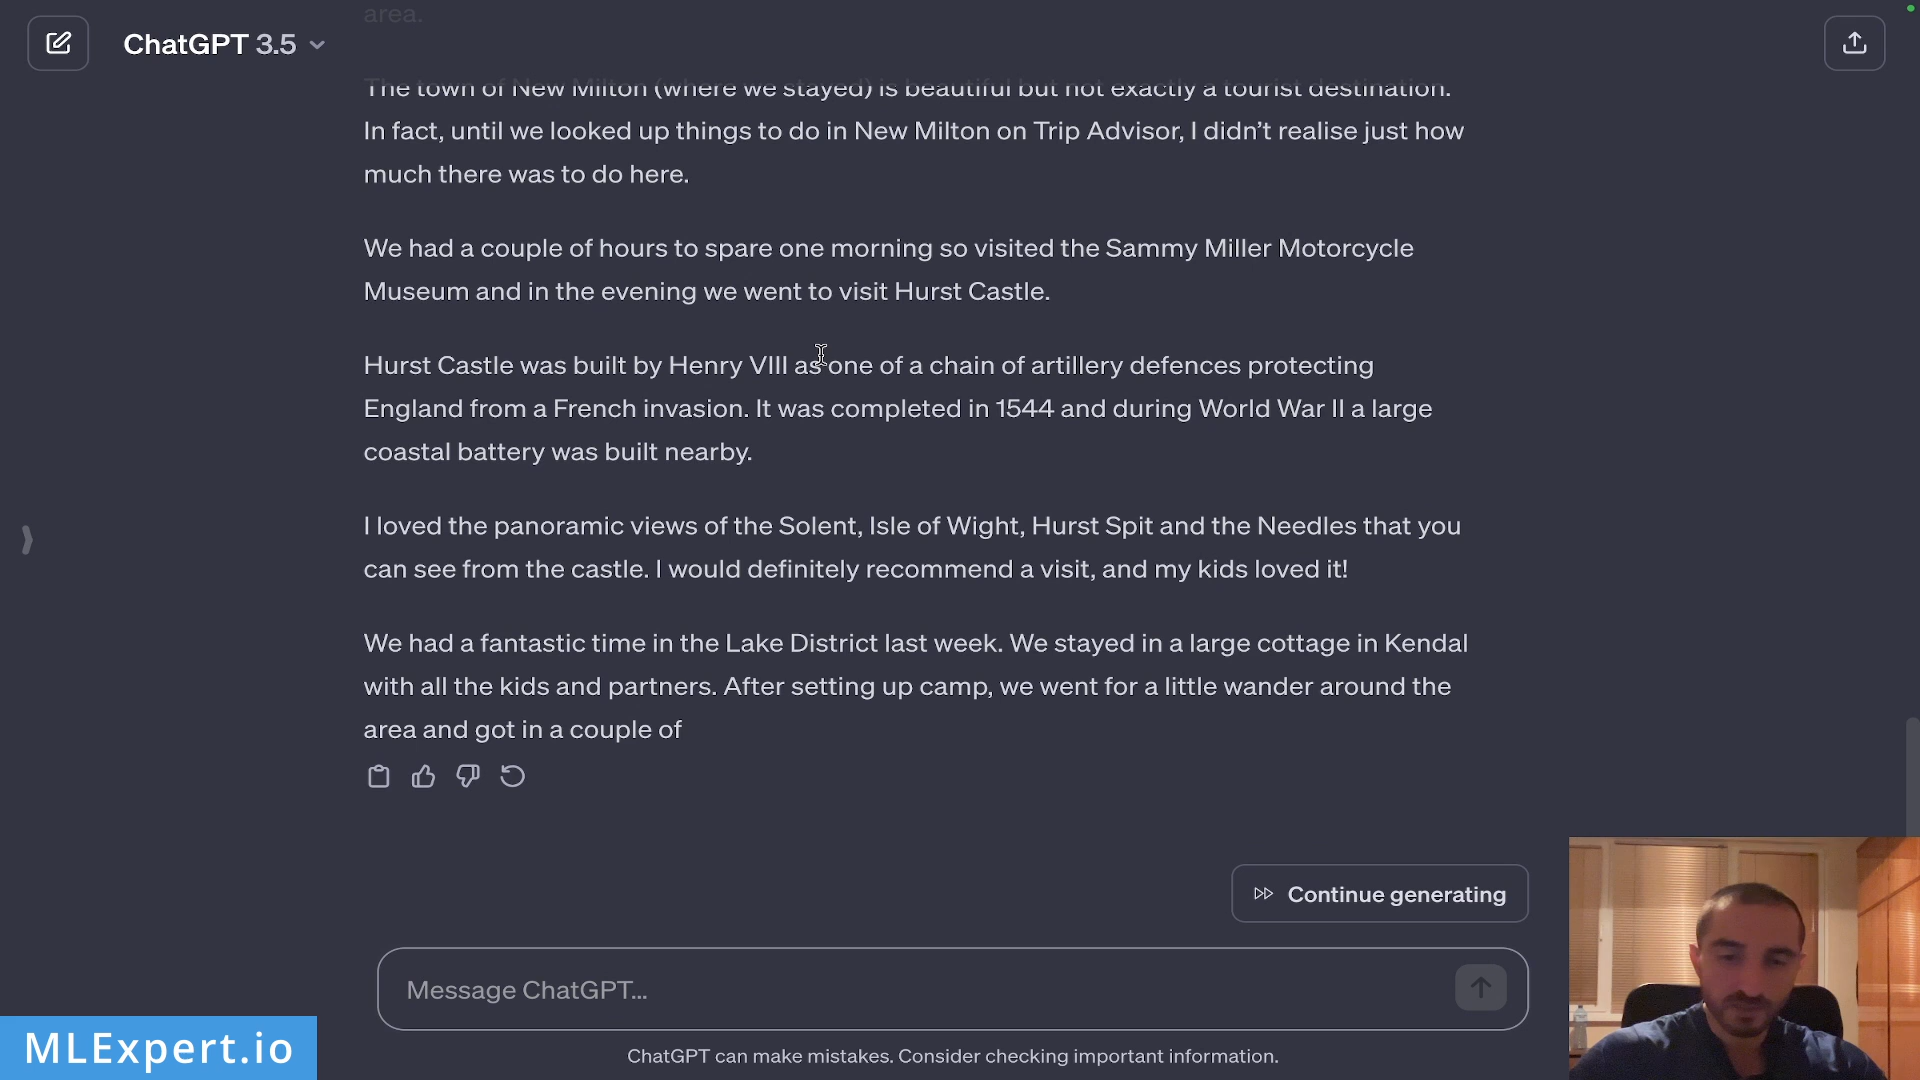 area.
ChatGPT 3.5
The town of New Milton (where we stayed) is beautiful but not exactly a tourist destination.
In fact, until we looked up things to do in New Milton on Trip Advisor, I didn’t realise just how
much there was to do here.
We had a couple of hours to spare one morning so visited the Sammy Miller Motorcycle
Museum and in the evening we went to visit Hurst Castle.
Hurst Castle was built by Henry VIII as one of a chain of artillery defences protecting
England from a French invasion. It was completed in 1544 and during World War II a large
coastal battery was built nearby.
I loved the panoramic views of the Solent, Isle of Wight, Hurst Spit and the Needles that you
can see from the castle. I would definitely recommend a visit, and my kids loved it!
We had a fantastic time in the Lake District last week. We stayed in a large cottage in Kendal
with all the kids and partners. After setting up camp, we went for a little wander around the
area and got in a couple of
Continue generating
Message ChatGPT...
MLExpert.io
ChatGPT can make mistakes. Consider checking important information.